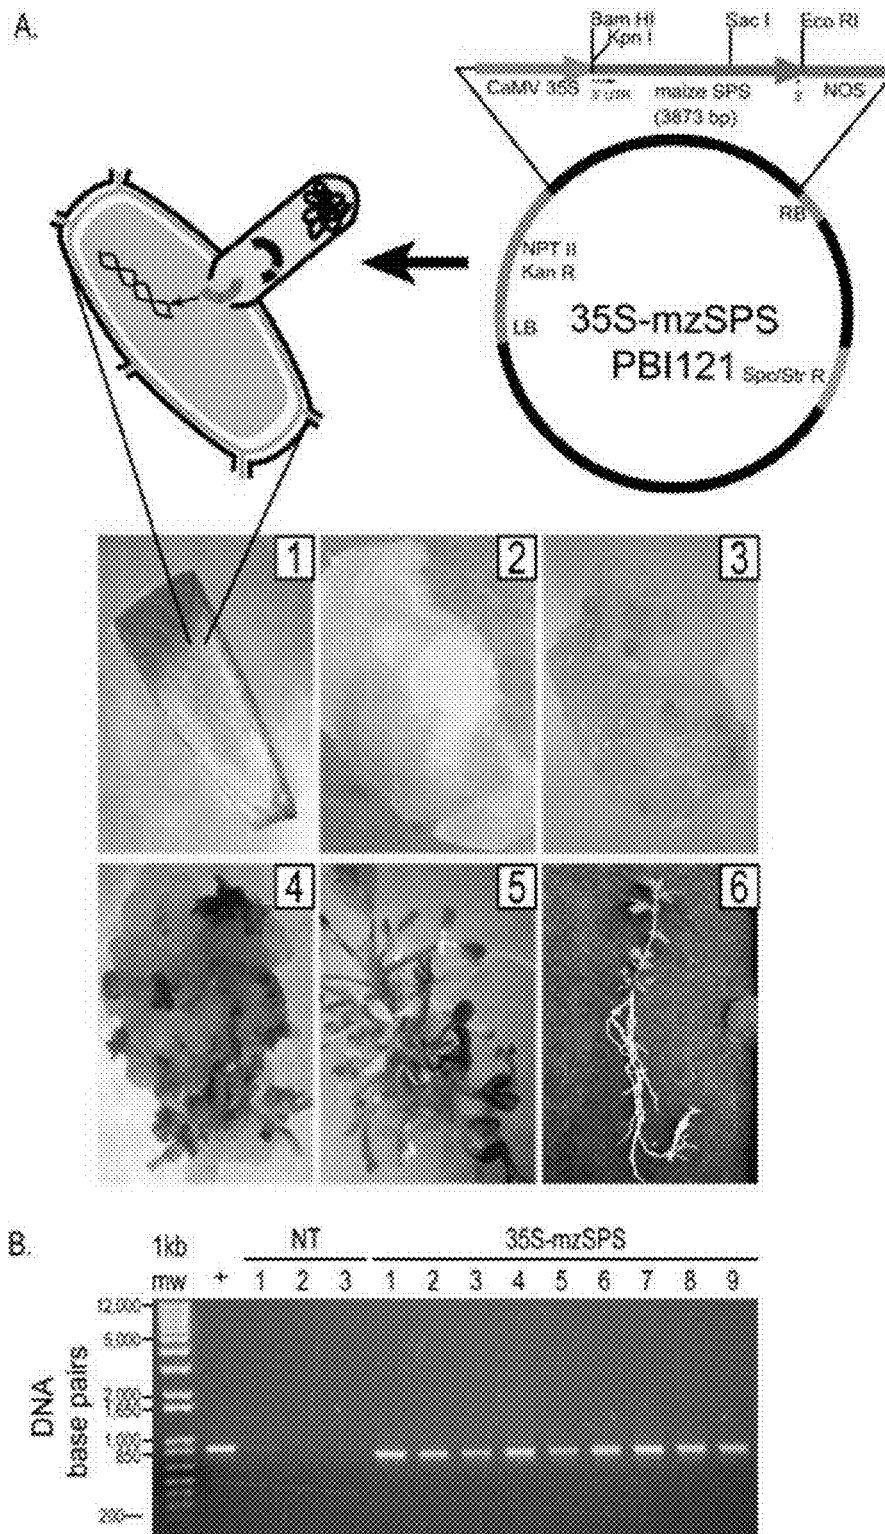 A.
Bam HI
Kpn I
Sac I
Eco RI
CaMV 35S
maize SPS
NOS
(3673 bp)
RB
NPT II
Kan R
LB
35S-mzSPS
PBI121
Spc/Str R
1
2
3
4
5
6
B.
1kb
NT
35S-mzSPS
mw
+
1
2
3
1
2
3
4
5
6
7
8
9
DNA
base pairs
12,000
5,000
2,000
1,650
1,000
850
200